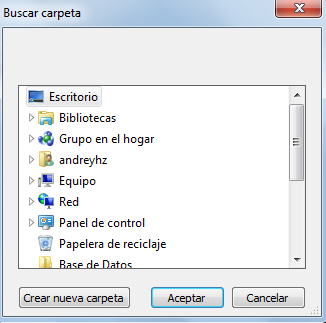 Buscar carpeta
Escritorio
Bibliotecas
Grupo en el hogar
andreyhz
Equipo
Red
Panel de control
Papelera de reciclaje
Base de Datos
Crear nueva carpeta
Aceptar
Cancelar